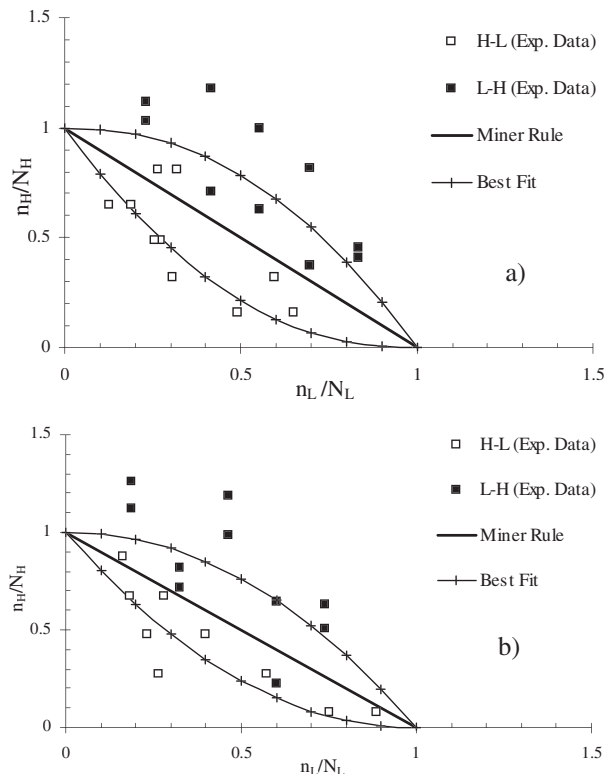 1.5
1
0.5
0
n_H/N_H
H-L (Exp. Data)
L-H (Exp. Data)
Miner Rule
Best Fit
a)
0 0.5 1 1.5
n_L/N_L
1.5
1
0.5
0
n_H/N_H
H-L (Exp. Data)
L-H (Exp. Data)
Miner Rule
Best Fit
b)
0 0.5 1 1.5
n_L/N_L